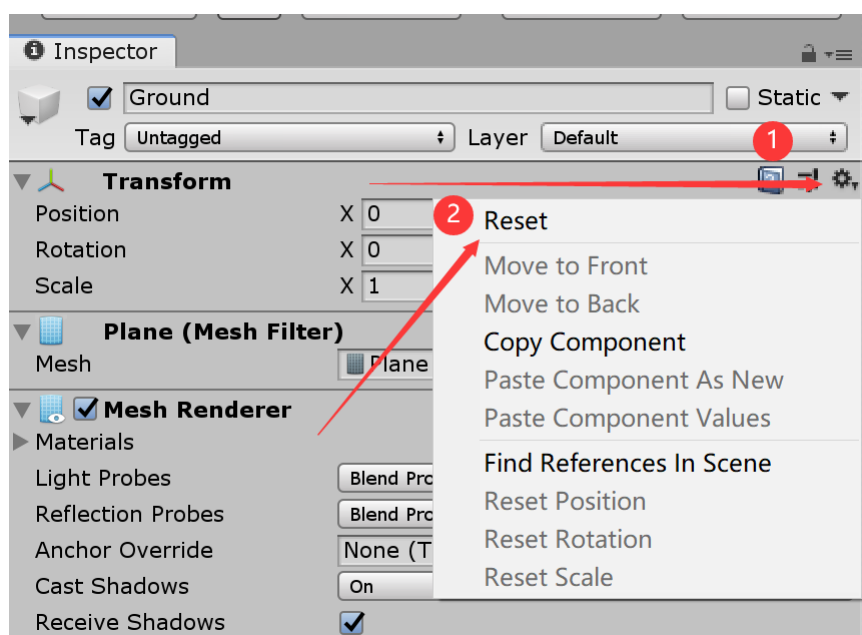 Inspector
Ground
Static
Tag Untagged Layer Default
1
Transform
Position X 0
2
Reset
Rotation X 0
Move to Front
Scale X 1
Move to Back
Plane (Mesh Filter)
Copy Component
Mesh Plane
Paste Component As New
Mesh Renderer
Paste Component Values
Materials
Find References In Scene
Light Probes Blend Pro
Reset Position
Reflection Probes Blend Pro
Reset Rotation
Anchor Override None (T
Reset Scale
Cast Shadows On
Receive Shadows